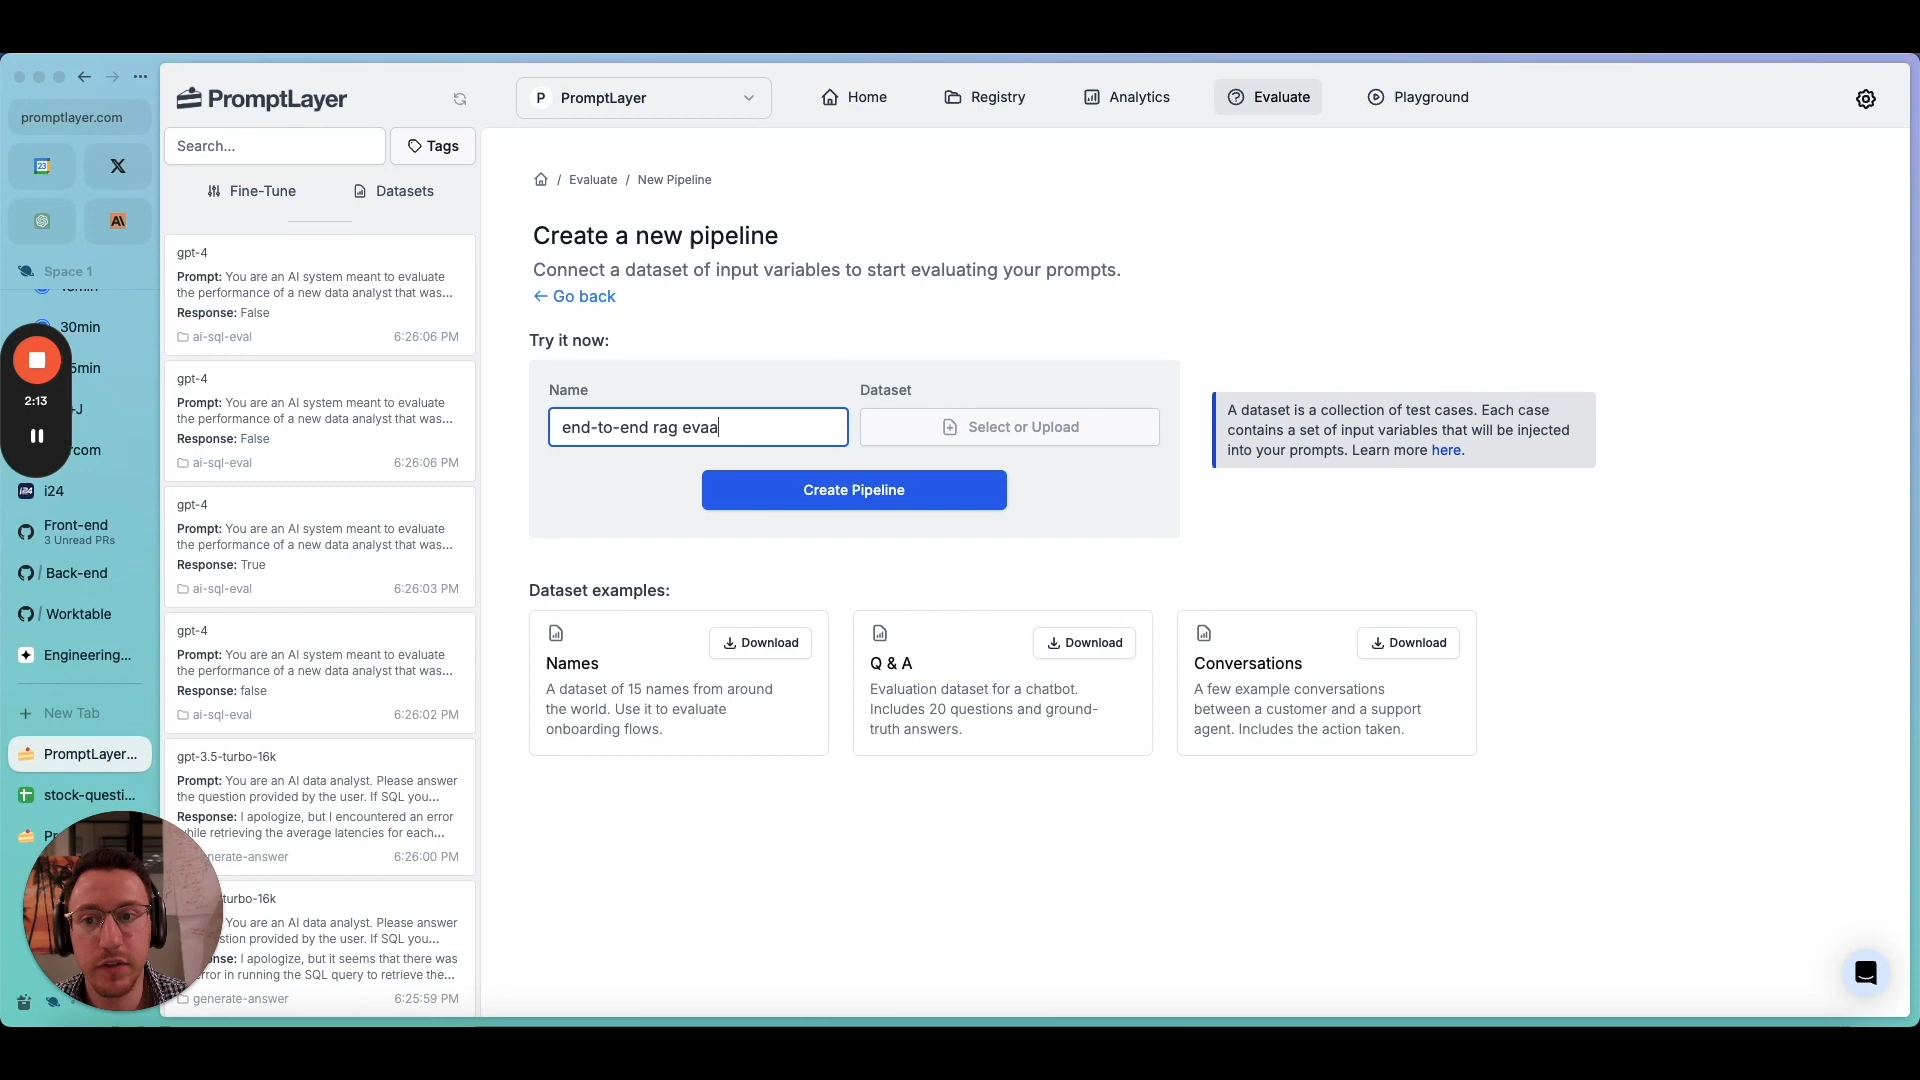 promptlayer.com
23
X
A\
Space 1
30min
5min
+J
2:13
rcom
i24
i24
Front-end
3 Unread PRs
/ Back-end
/ Worktable
Engineering...
+ New Tab
PromptLayer...
stock-questi...
PromptLayer
Search...
Tags
Fine-Tune
Datasets
gpt-4
Prompt: You are an AI system meant to evaluate
the performance of a new data analyst that was...
Response: False
ai-sql-eval
6:26:06 PM
gpt-4
Prompt: You are an AI system meant to evaluate
the performance of a new data analyst that was...
Response: False
ai-sql-eval
6:26:06 PM
gpt-4
Prompt: You are an AI system meant to evaluate
the performance of a new data analyst that was...
Response: True
ai-sql-eval
6:26:03 PM
gpt-4
Prompt: You are an AI system meant to evaluate
the performance of a new data analyst that was...
Response: false
ai-sql-eval
6:26:02 PM
gpt-3.5-turbo-16k
Prompt: You are an AI data analyst. Please answer
the question provided by the user. If SQL you...
Response: I apologize, but I encountered an error
while retrieving the average latencies for each...
nerate-answer
6:26:00 PM
turbo-16k
You are an AI data analyst. Please answer
stion provided by the user. If SQL you...
nse: I apologize, but it seems that there was
error in running the SQL query to retrieve the...
generate-answer
6:25:59 PM
P PromptLayer
Home
Registry
Analytics
Evaluate
Playground
/ Evaluate / New Pipeline
Create a new pipeline
Connect a dataset of input variables to start evaluating your prompts.
← Go back
Try it now:
Name
Dataset
end-to-end rag evaa
Select or Upload
Create Pipeline
A dataset is a collection of test cases. Each case
contains a set of input variables that will be injected
into your prompts. Learn more here.
Dataset examples:
Download
Names
A dataset of 15 names from around
the world. Use it to evaluate
onboarding flows.
Download
Q & A
Evaluation dataset for a chatbot.
Includes 20 questions and ground-
truth answers.
Download
Conversations
A few example conversations
between a customer and a support
agent. Includes the action taken.